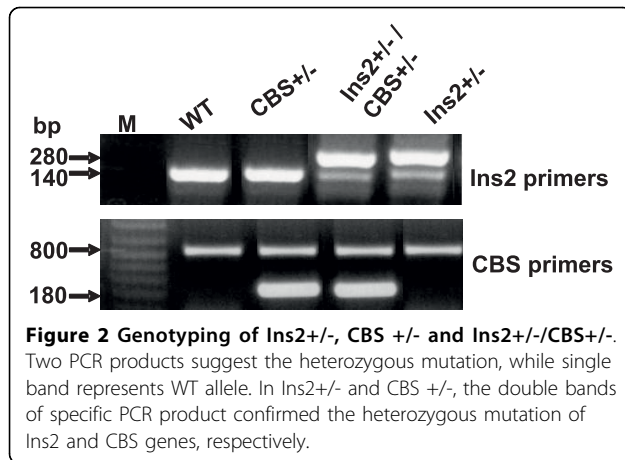 bp
M
WT
CBS+/-
Ins2+/- /
CBS+/-
Ins2+/-
280
140
Ins2 primers
800
180
CBS primers
Figure 2 Genotyping of Ins2+/-, CBS +/- and Ins2+/-/CBS+/-.
Two PCR products suggest the heterozygous mutation, while single
band represents WT allele. In Ins2+/- and CBS +/-, the double bands
of specific PCR product confirmed the heterozygous mutation of
Ins2 and CBS genes, respectively.